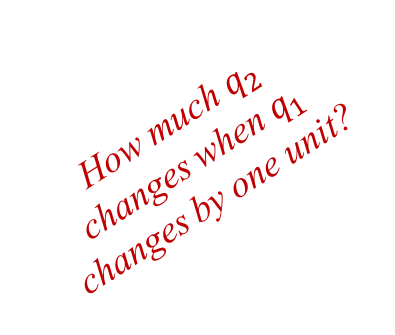 How much q₂
changes when q₁
changes by one unit?